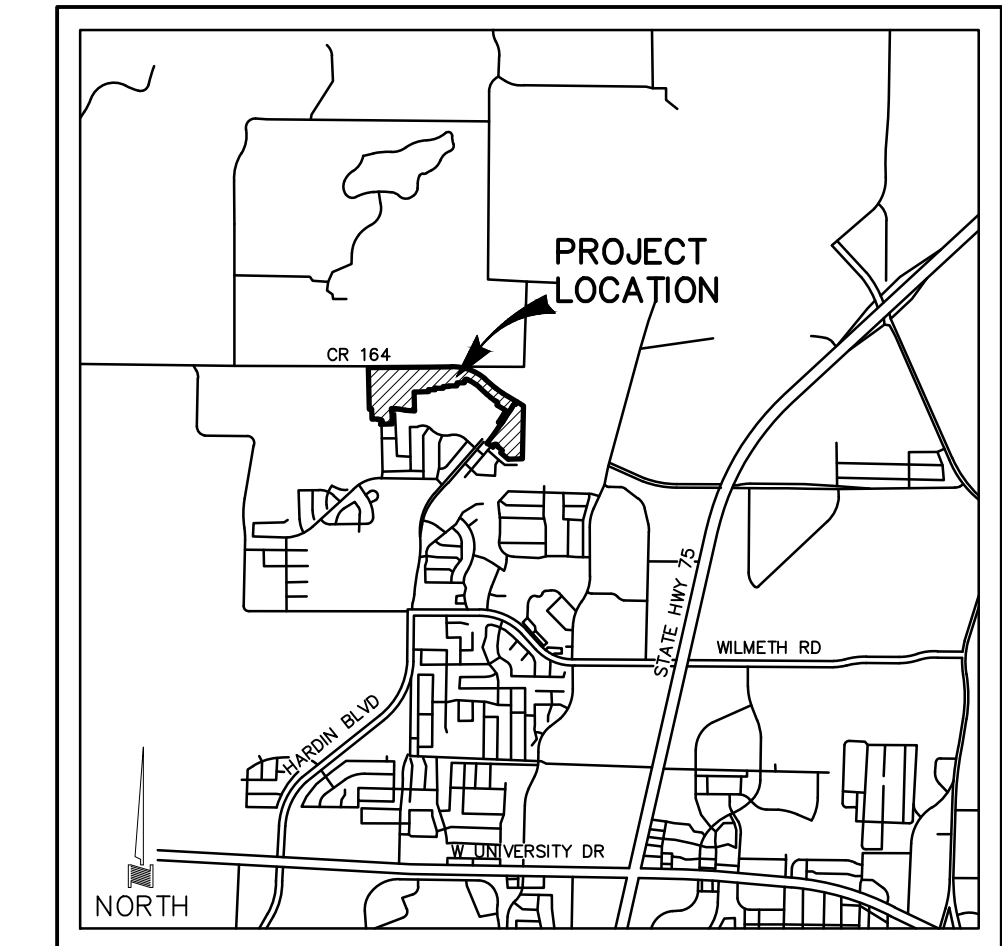 PROJECT
LOCATION
CR 164
STATE HWY 75
WILMETH RD
HARDIN BLVD
W UNIVERSITY DR
NORTH